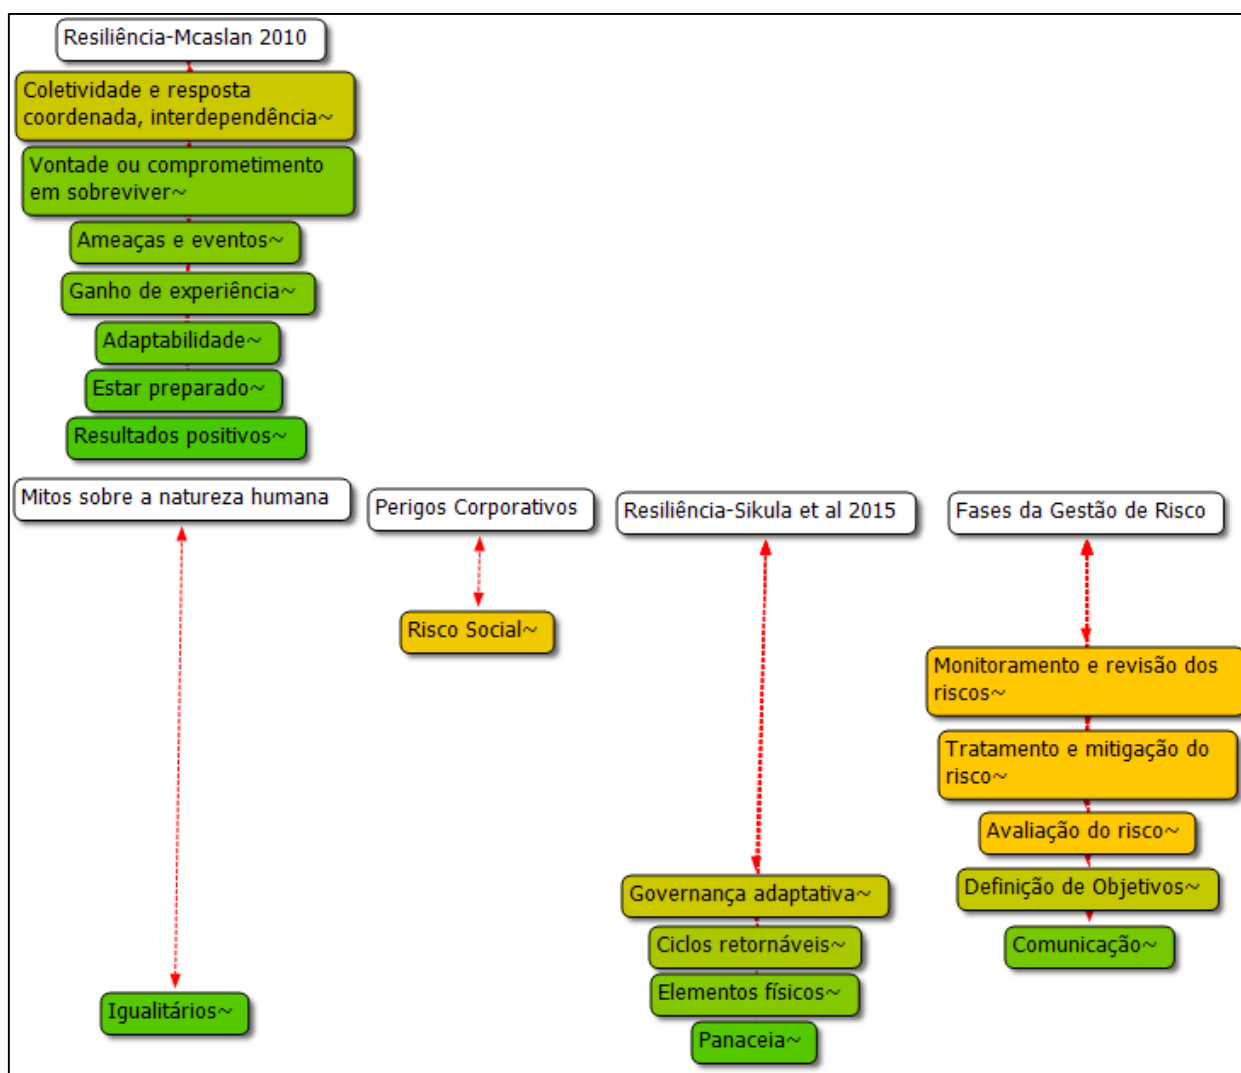 Resiliência-Mcaslan 2010
Coletividade e resposta
coordenada, interdependência~
Vontade ou comprometimento
em sobreviver~
Ameaças e eventos~
Ganho de experiência~
Adaptabilidade~
Estar preparado~
Resultados positivos~
Mitos sobre a natureza humana
Igualitários~
Perigos Corporativos
Risco Social~
Resiliência-Sikula et al 2015
Governança adaptativa~
Ciclos retornáveis~
Elementos físicos~
Panaceia~
Fases da Gestão de Risco
Monitoramento e revisão dos
riscos~
Tratamento e mitigação do
risco~
Avaliação do risco~
Definição de Objetivos~
Comunicação~